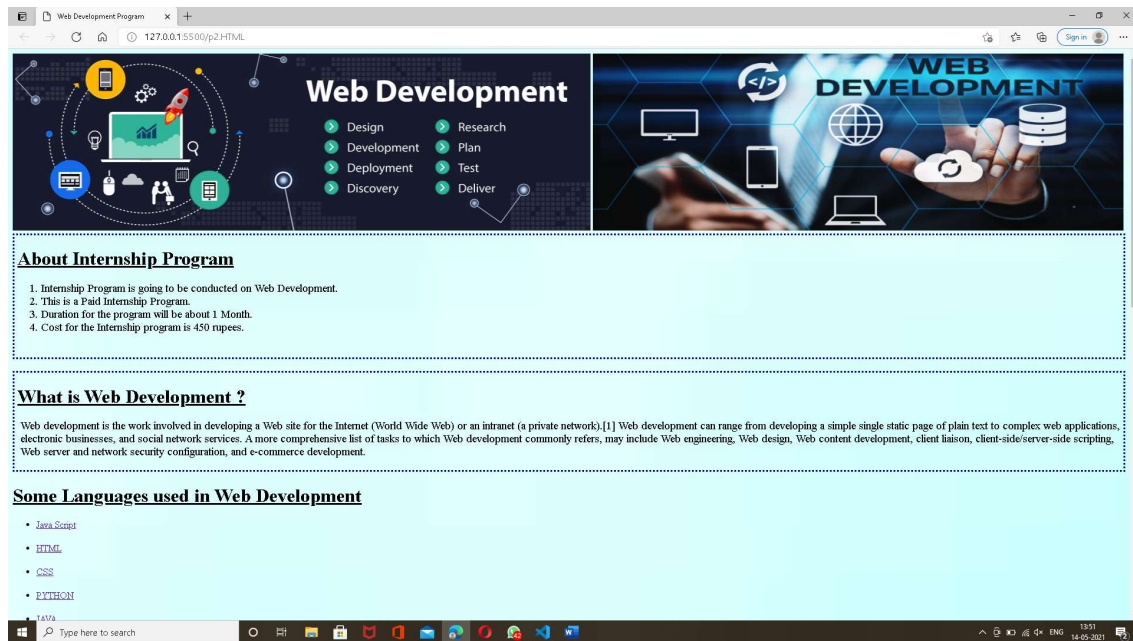 Web Development Program
127.0.0.1:5500/p2.HTML
Sign in
Web Development
Design
Research
Development
Plan
Deployment
Test
Discovery
Deliver
WEB
DEVELOPMENT
</>
About Internship Program
1. Internship Program is going to be conducted on Web Development.
2. This is a Paid Internship Program.
3. Duration for the program will be about 1 Month.
4. Cost for the Internship program is 450 rupees.
What is Web Development ?
Web development is the work involved in developing a Web site for the Internet (World Wide Web) or an intranet (a private network).[1] Web development can range from developing a simple single static page of plain text to complex web applications,
electronic businesses, and social network services. A more comprehensive list of tasks to which Web development commonly refers, may include Web engineering, Web design, Web content development, client liaison, client-side/server-side scripting,
Web server and network security configuration, and e-commerce development.
Some Languages used in Web Development
• Java Script
• HTML
• CSS
• PYTHON
• JAVA
Type here to search
ENG
13:51
14-05-2021